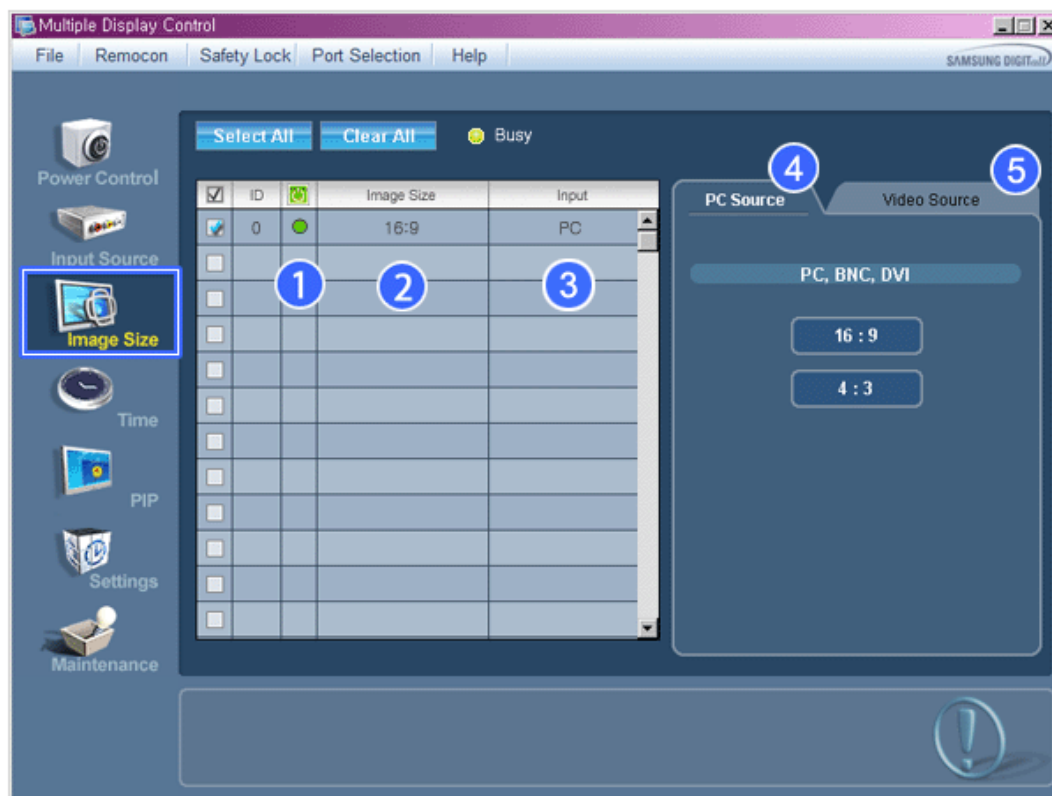 Multiple Display Control
File Remocon Safety Lock Port Selection Help
SAMSUNG DIGITall
Select All Clear All Busy
Power Control
Input Source
Image Size
Time
PIP
Settings
Maintenance
ID Image Size Input
0 16:9 PC
1 2 3
4 5
PC Source Video Source
PC, BNC, DVI
16 : 9
4 : 3